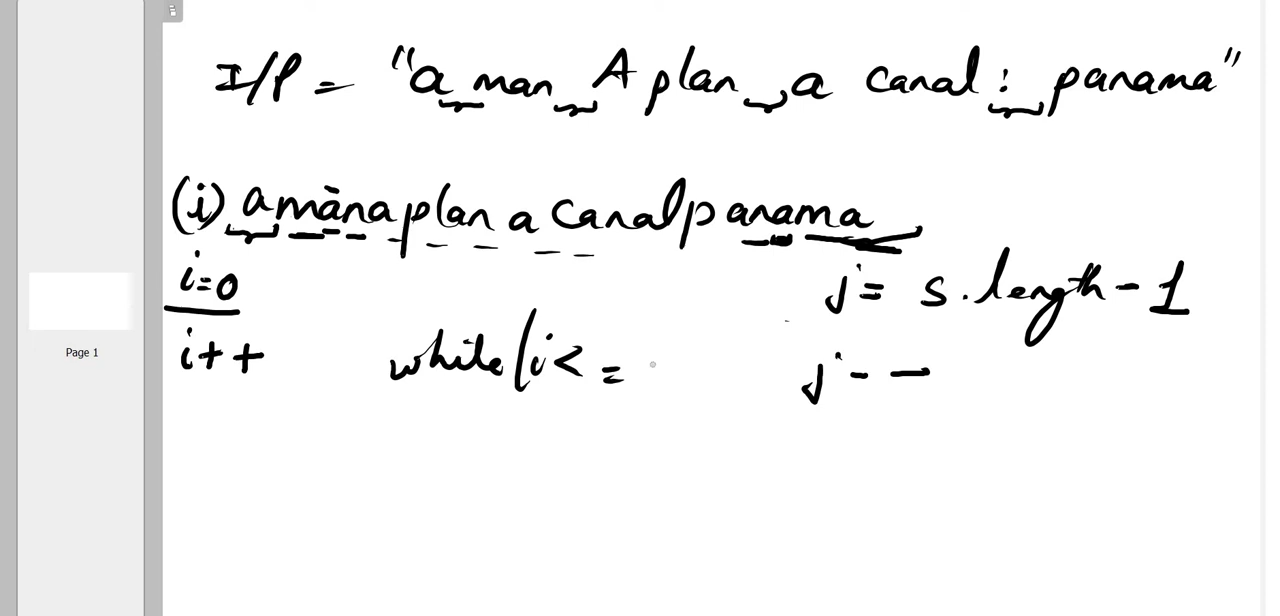 I/P = "a man A plan a canal : panama"
(i) amanaplan a canalpanama
i=0 j = s.length - 1
i++ while(i< = j--
Page 1